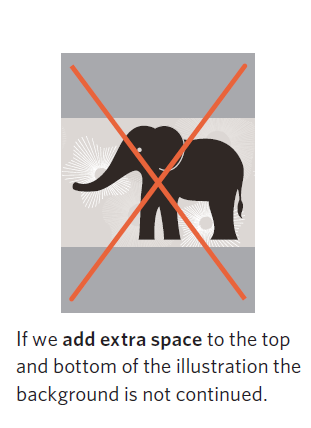 If we add extra space to the top
and bottom of the illustration the
background is not continued.